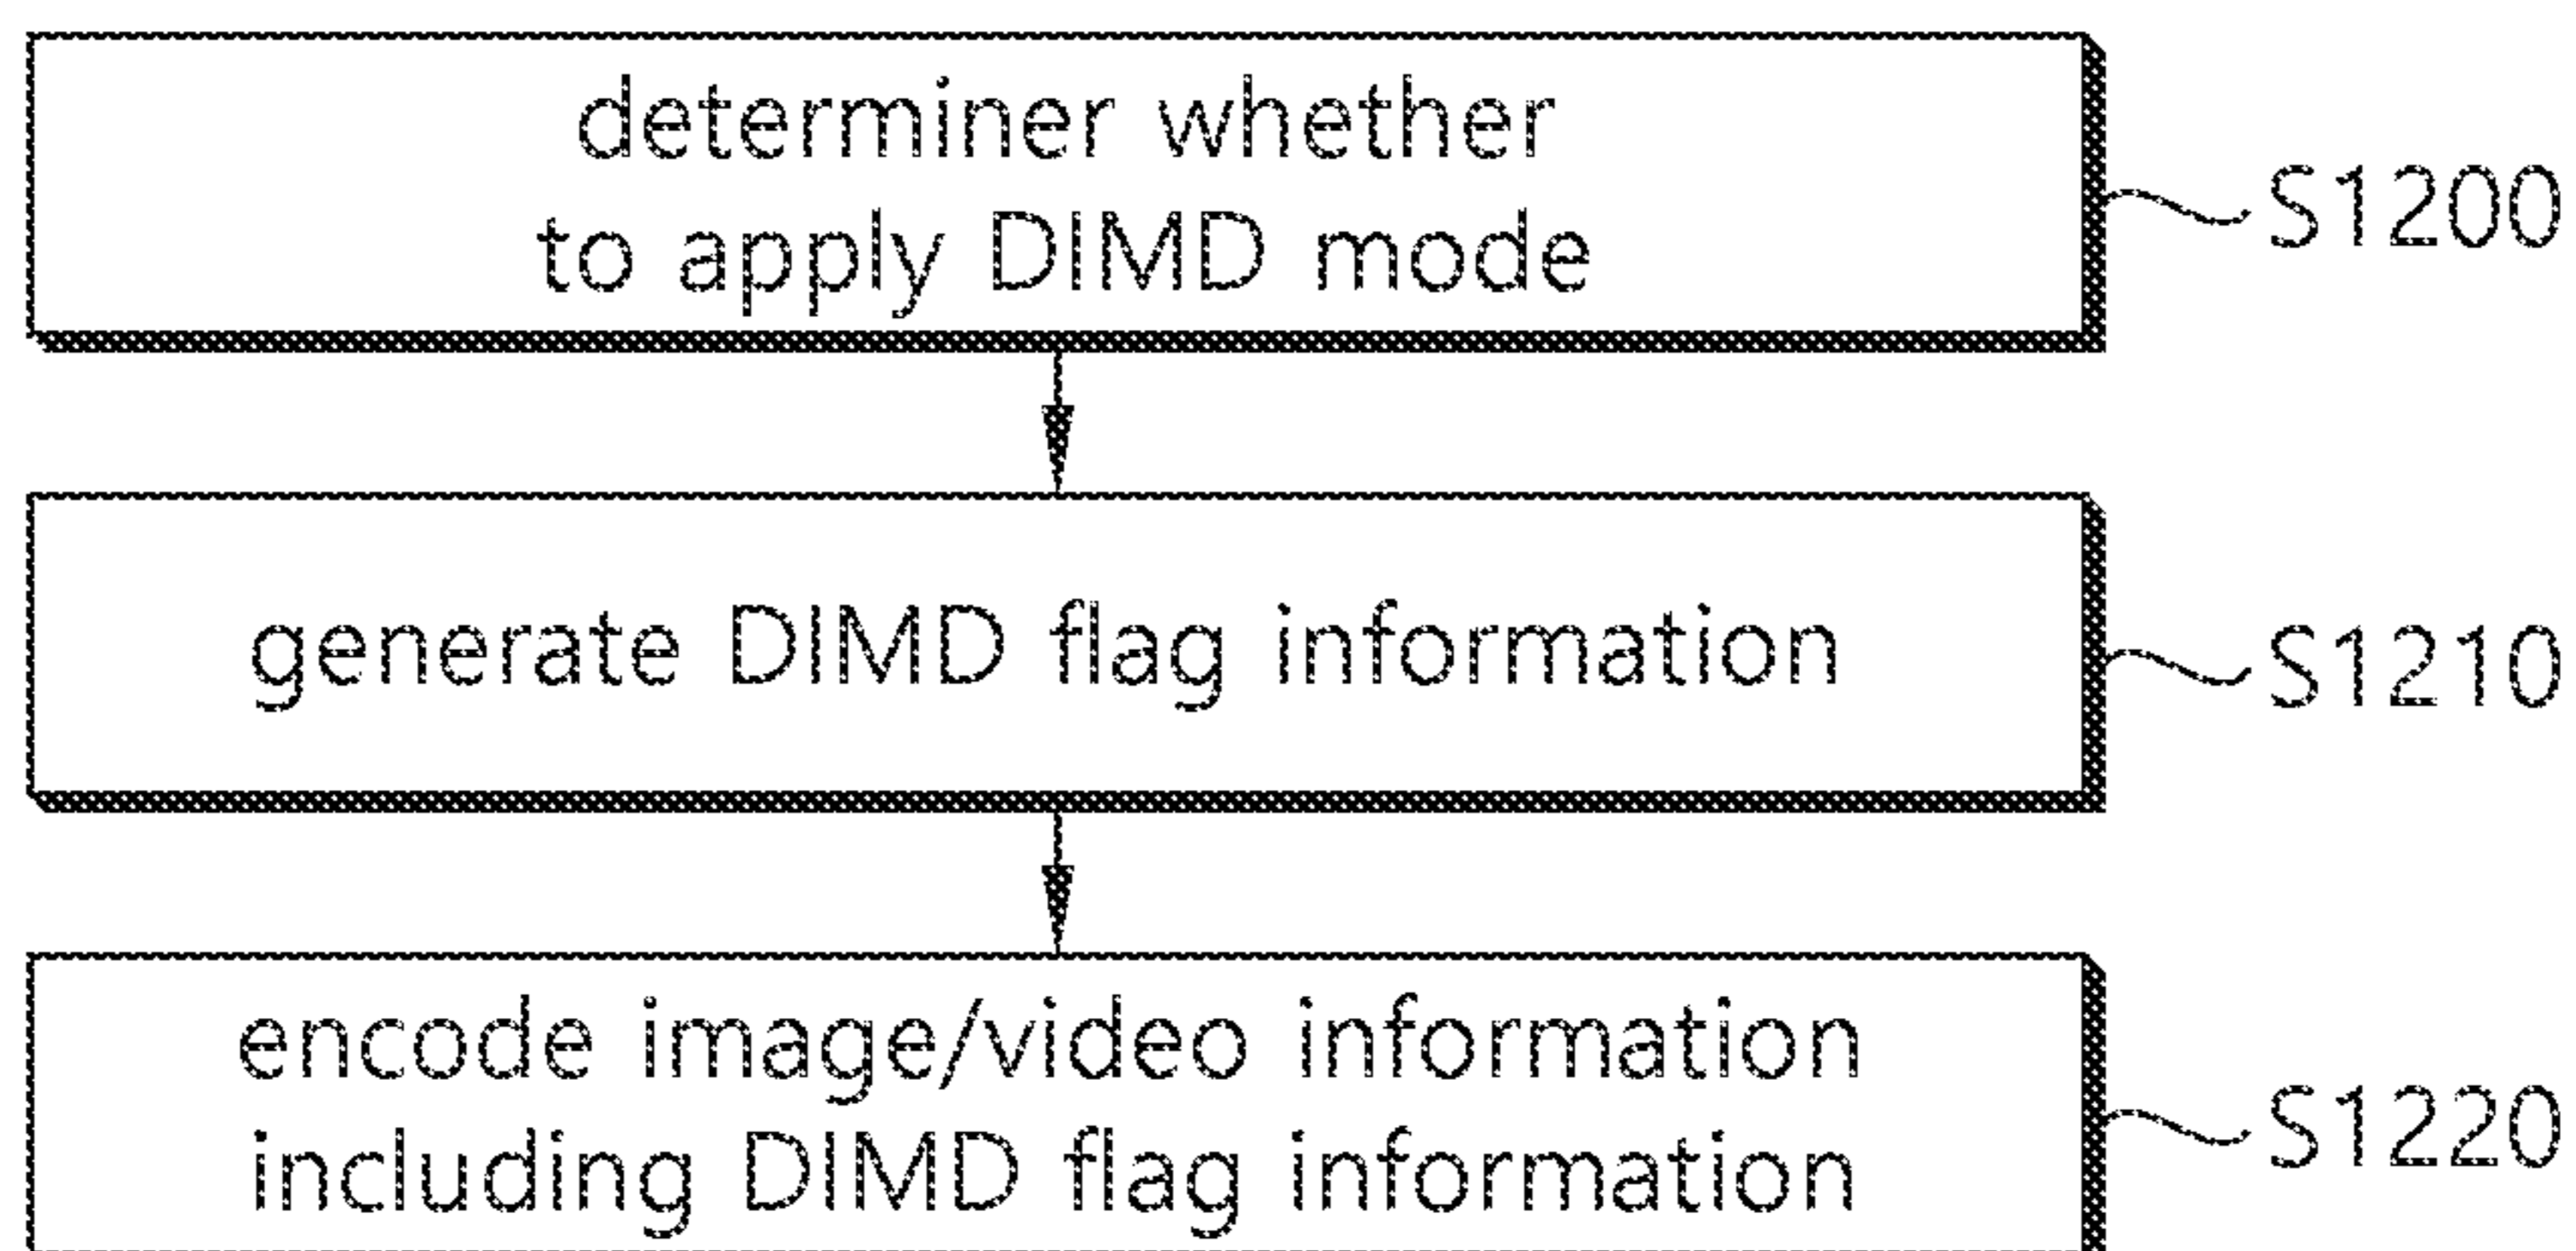 determiner whether
to apply DIMD mode
S1200
generate DIMD flag information
S1210
encode image/video information
including DIMD flag information
S1220